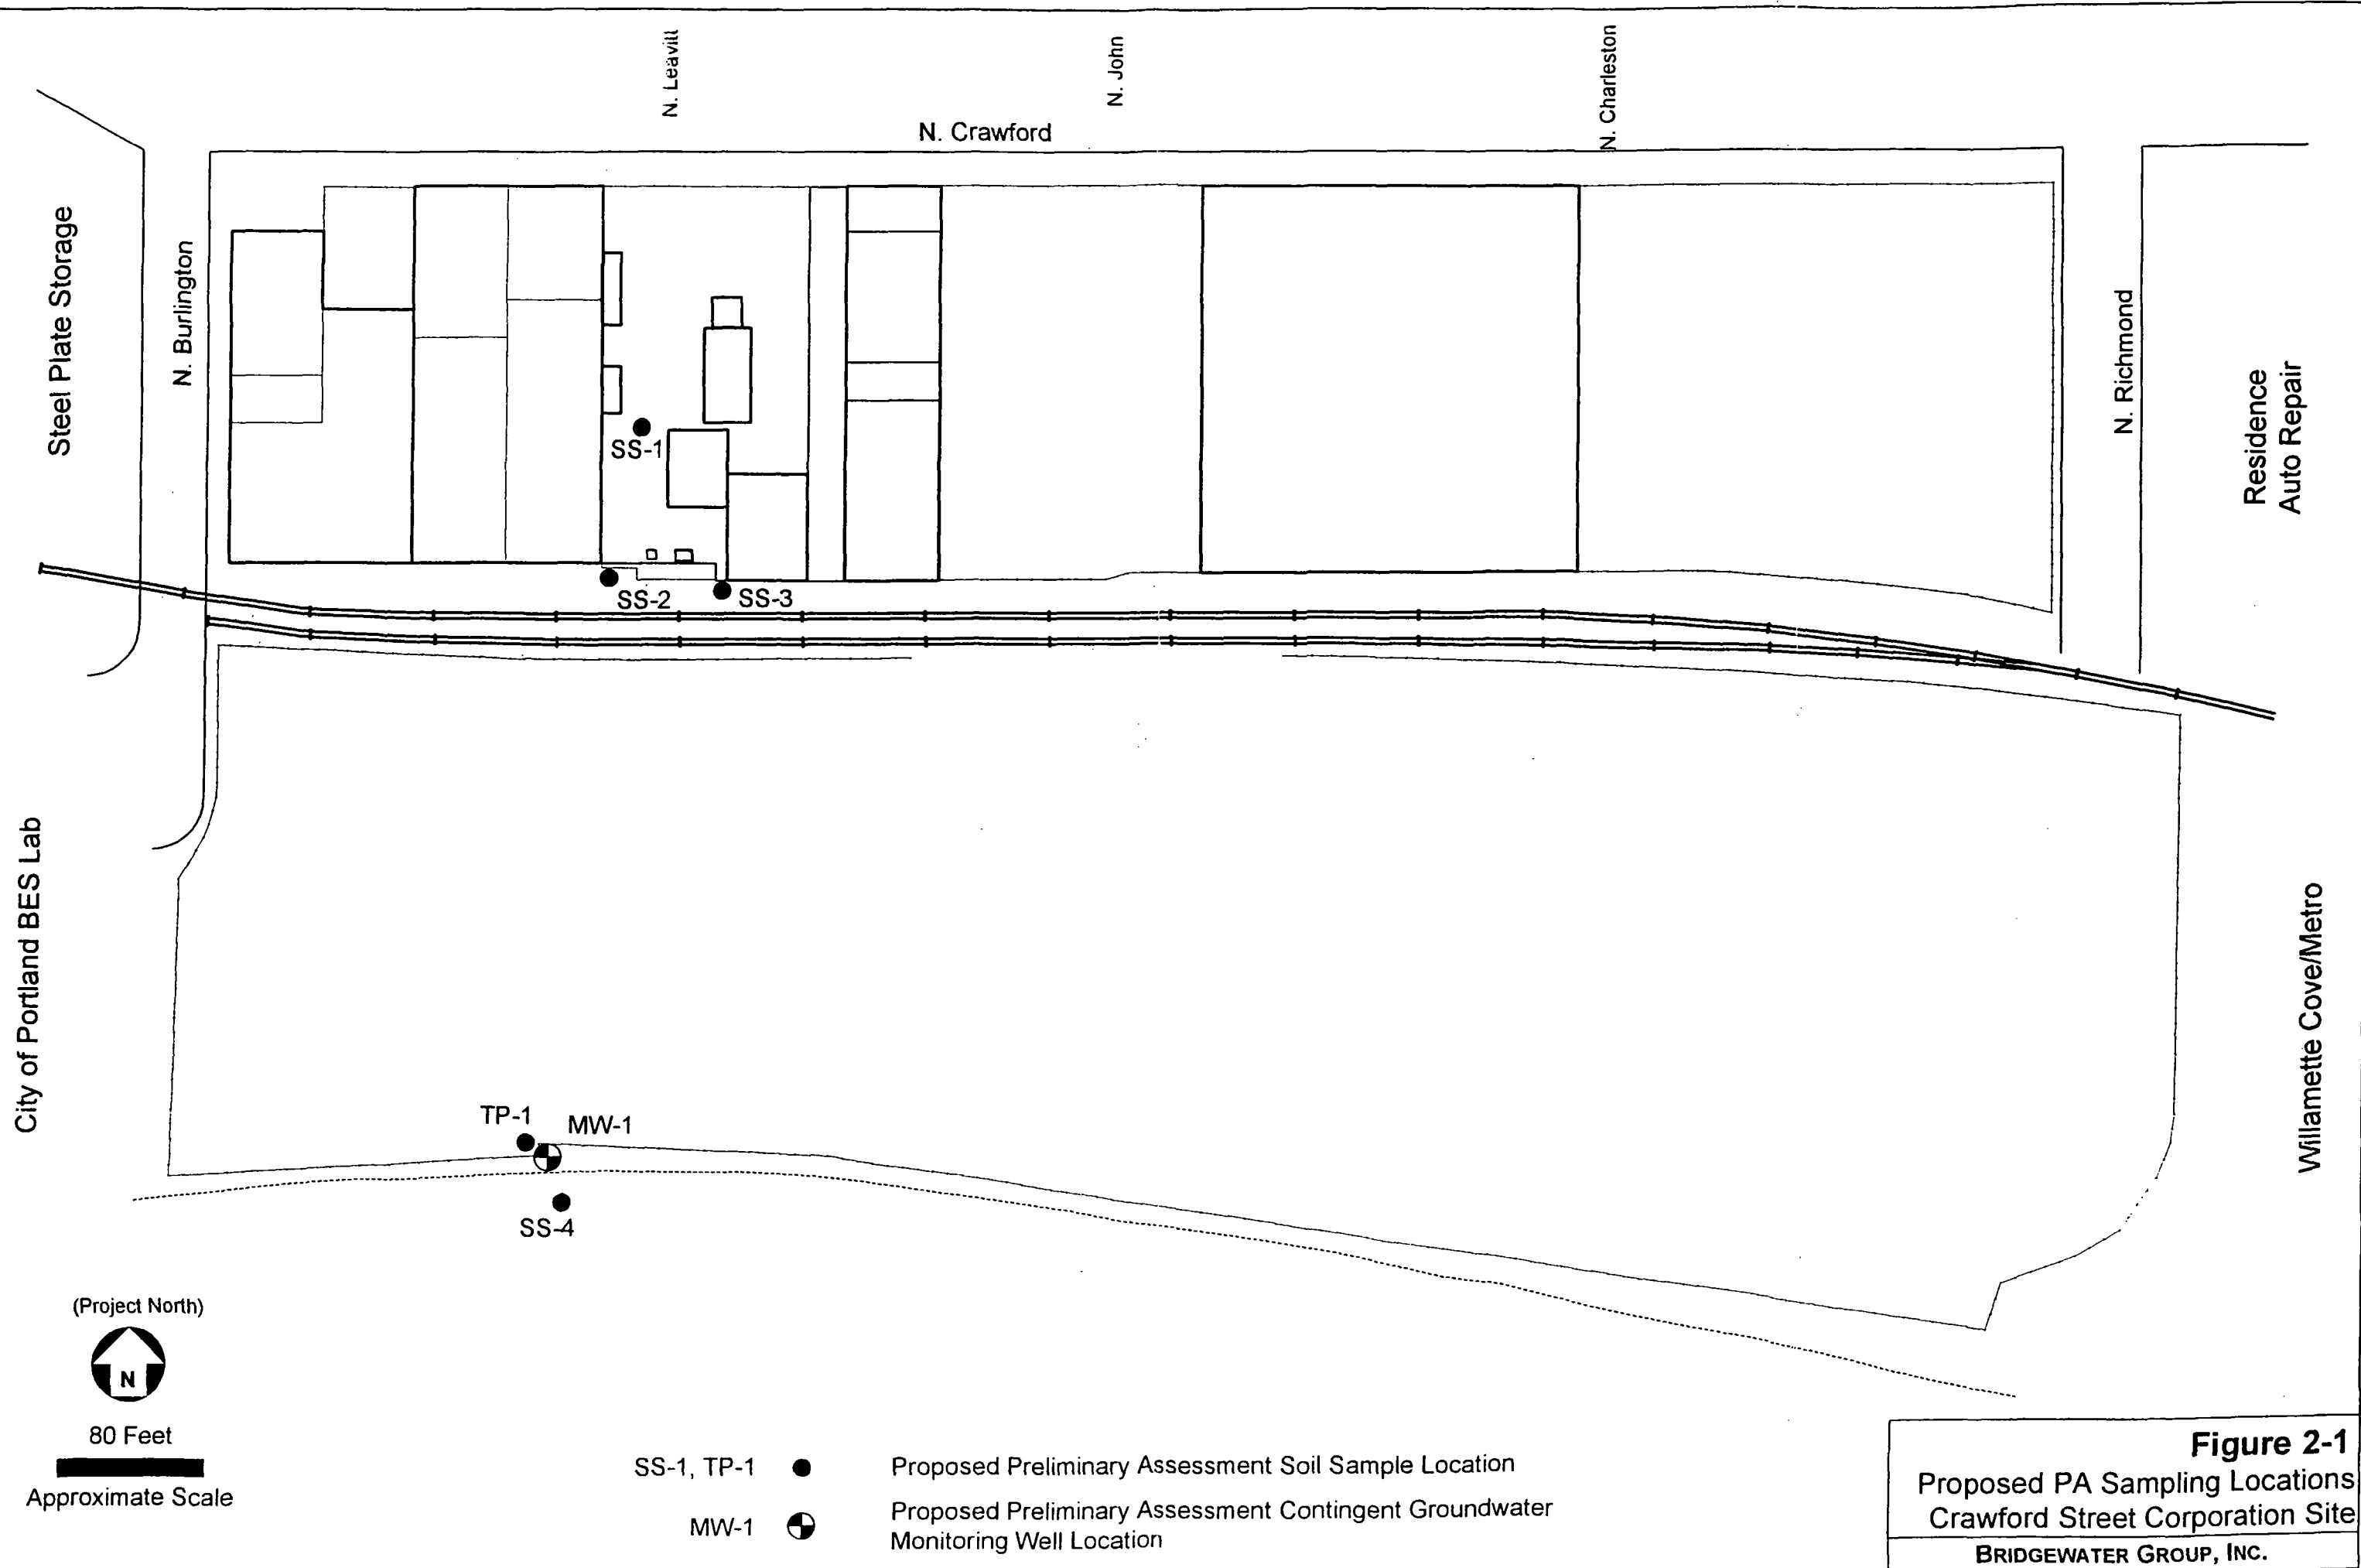 N. Leavitt
N. John
N. Charleston
N. Crawford
Steel Plate Storage
N. Burlington
N. Richmond
Residence
Auto Repair
SS-1
SS-2
SS-3
City of Portland BES Lab
Willamette Cove/Metro
TP-1
MW-1
SS-4
(Project North)
N
80 Feet
Approximate Scale
SS-1, TP-1
Proposed Preliminary Assessment Soil Sample Location
MW-1
Proposed Preliminary Assessment Contingent Groundwater
Monitoring Well Location
Figure 2-1
Proposed PA Sampling Locations
Crawford Street Corporation Site
BRIDGEWATER GROUP, INC.